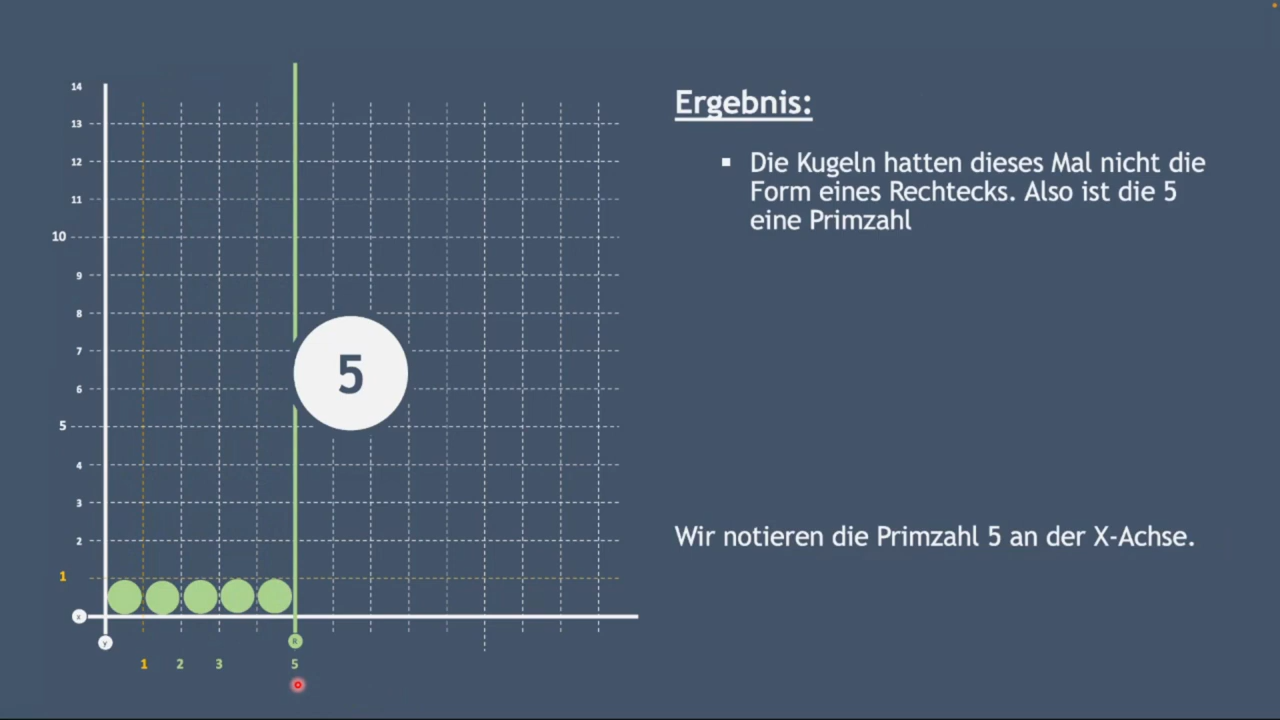 14
13
12
11
10
9
8
7
6
5
4
3
2
1
X
Y
R
1 2 3 5
5
Ergebnis:
▪ Die Kugeln hatten dieses Mal nicht die
Form eines Rechtecks. Also ist die 5
eine Primzahl
Wir notieren die Primzahl 5 an der X-Achse.